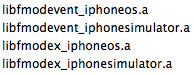 libfmodevent_iphoneos.a
libfmodevent_iphonesimulator.a
libfmodex_iphoneos.a
libfmodex_iphonesimulator.a